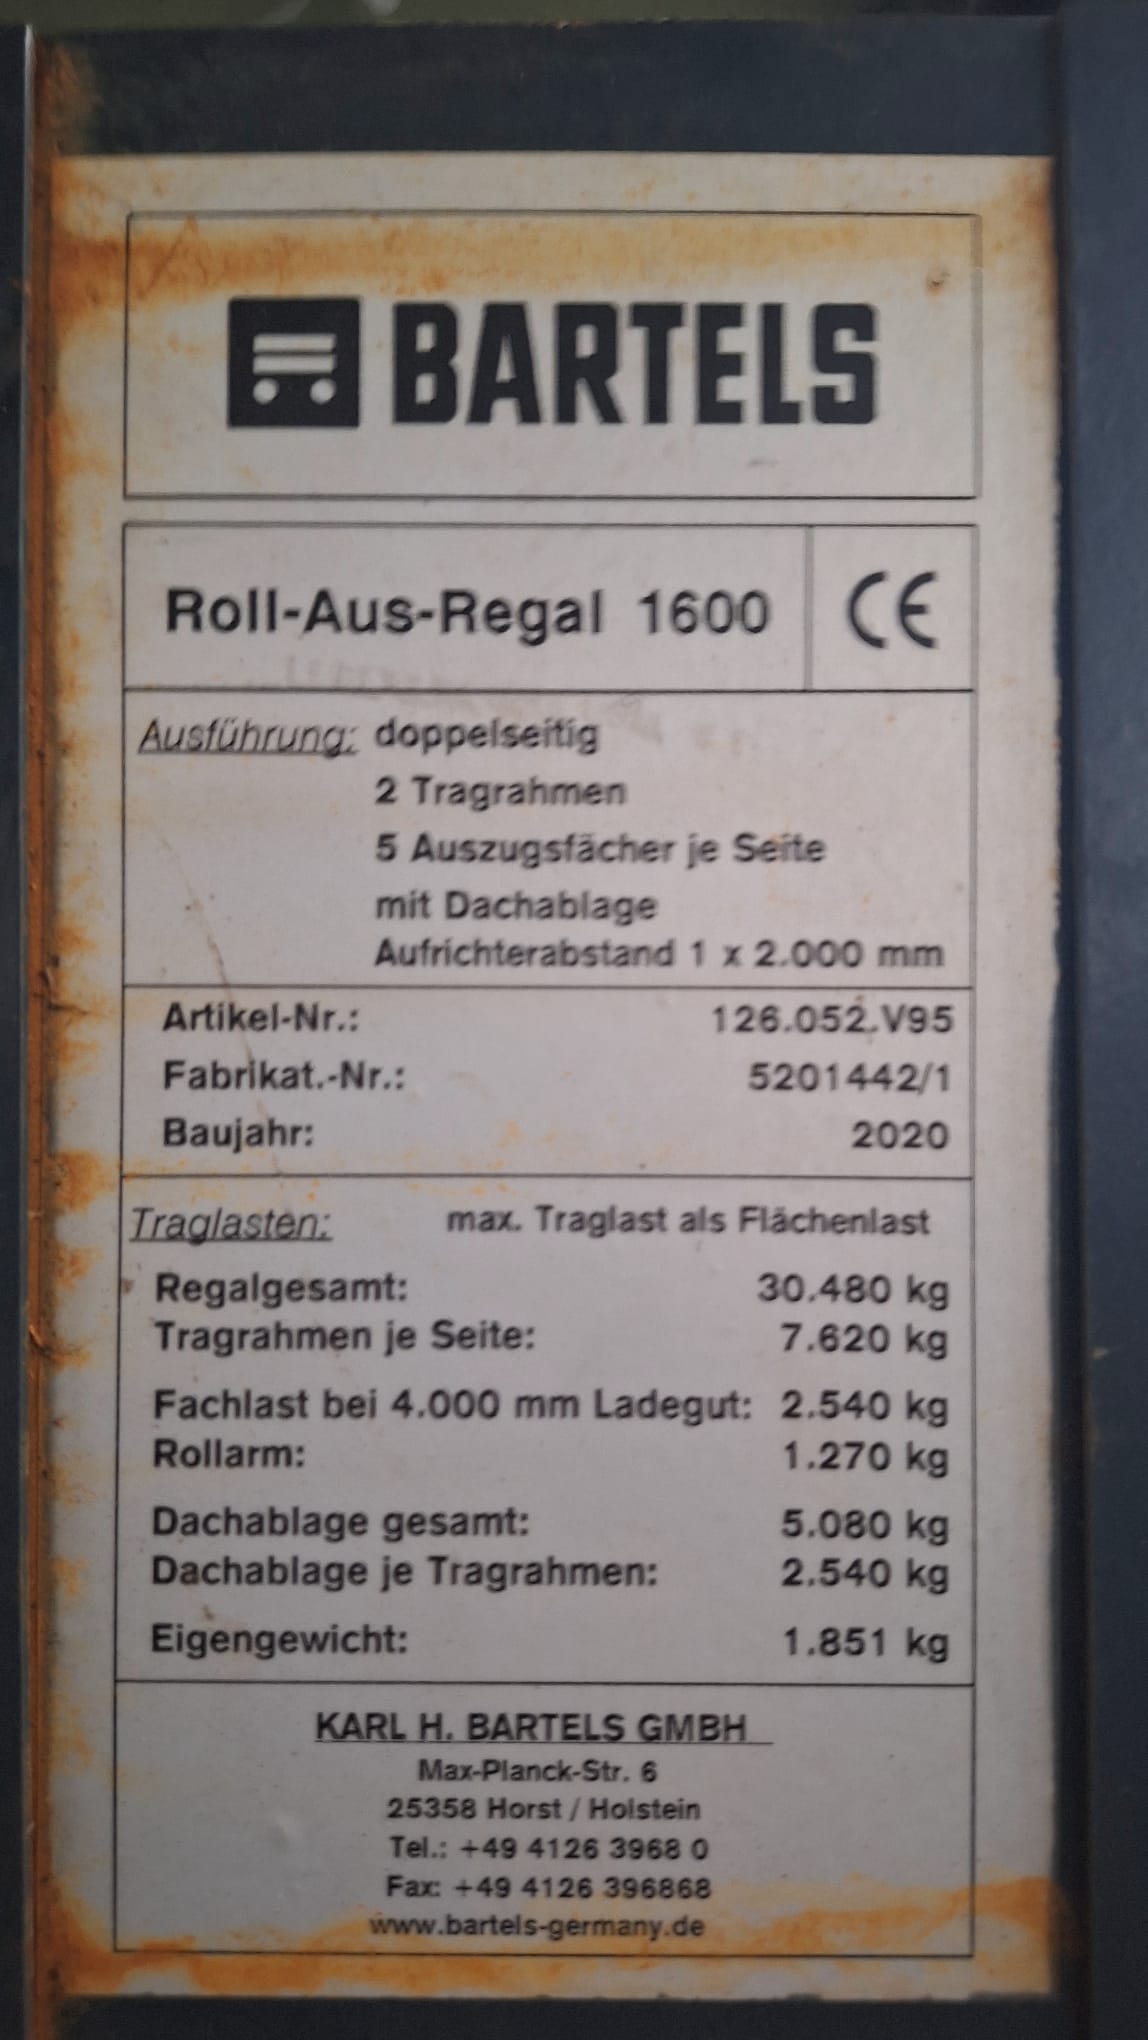 BARTELS
Roll-Aus-Regal 1600 CE
Ausführung: doppelseitig
2 Tragrahmen
5 Auszugsfächer je Seite
mit Dachablage
Aufrichterabstand 1 x 2.000 mm
Artikel-Nr.: 126.052.V95
Fabrikat.-Nr.: 5201442/1
Baujahr: 2020
Traglasten: max. Traglast als Flächenlast
Regalgesamt: 30.480 kg
Tragrahmen je Seite: 7.620 kg
Fachlast bei 4.000 mm Ladegut: 2.540 kg
Rollarm: 1.270 kg
Dachablage gesamt: 5.080 kg
Dachablage je Tragrahmen: 2.540 kg
Eigengewicht: 1.851 kg
KARL H. BARTELS GMBH
Max-Planck-Str. 6
25358 Horst / Holstein
Tel.: +49 4126 3968 0
Fax: +49 4126 396868
www.bartels-germany.de